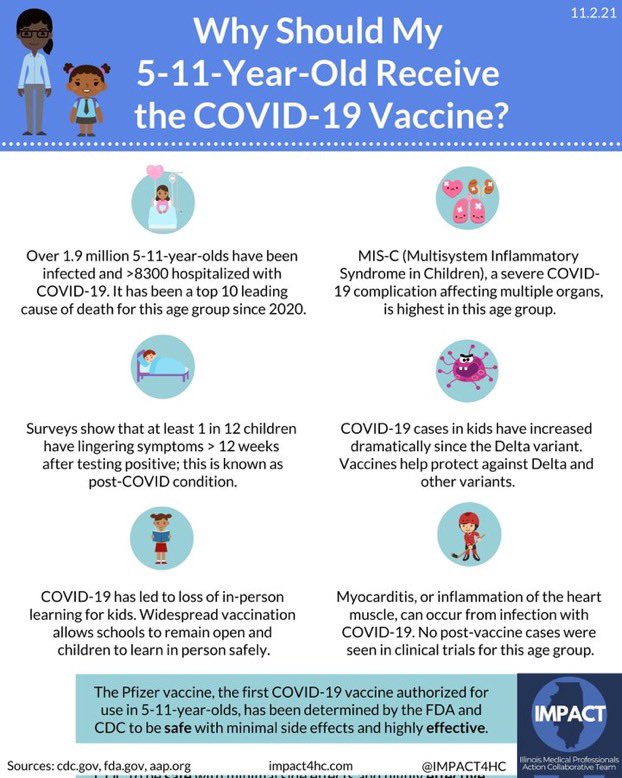 11.2.21
Why Should My
5-11-Year-Old Receive
the COVID-19 Vaccine?
Over 1.9 million 5-11-year-olds have been
infected and >8300 hospitalized with
COVID-19. It has been a top 10 leading
cause of death for this age group since 2020.
MIS-C (Multisystem Inflammatory
Syndrome in Children), a severe COVID-
19 complication affecting multiple organs,
is highest in this age group.
Surveys show that at least 1 in 12 children
have lingering symptoms > 12 weeks
after testing positive; this is known as
post-COVID condition.
COVID-19 cases in kids have increased
dramatically since the Delta variant.
Vaccines help protect against Delta and
other variants.
COVID-19 has led to loss of in-person
learning for kids. Widespread vaccination
allows schools to remain open and
children to learn in person safely.
Myocarditis, or inflammation of the heart
muscle, can occur from infection with
COVID-19. No post-vaccine cases were
seen in clinical trials for this age group.
The Pfizer vaccine, the first COVID-19 vaccine authorized for
use in 5-11-year-olds, has been determined by the FDA and
CDC to be safe with minimal side effects and highly effective.
IMPACT
Illinois Medical Professionals
Action Collaborative Team
Sources: cdc.gov, fda.gov, aap.org
impact4hc.com
@IMPACT4HC
CDC to be safe with minimal side effects and highly effective